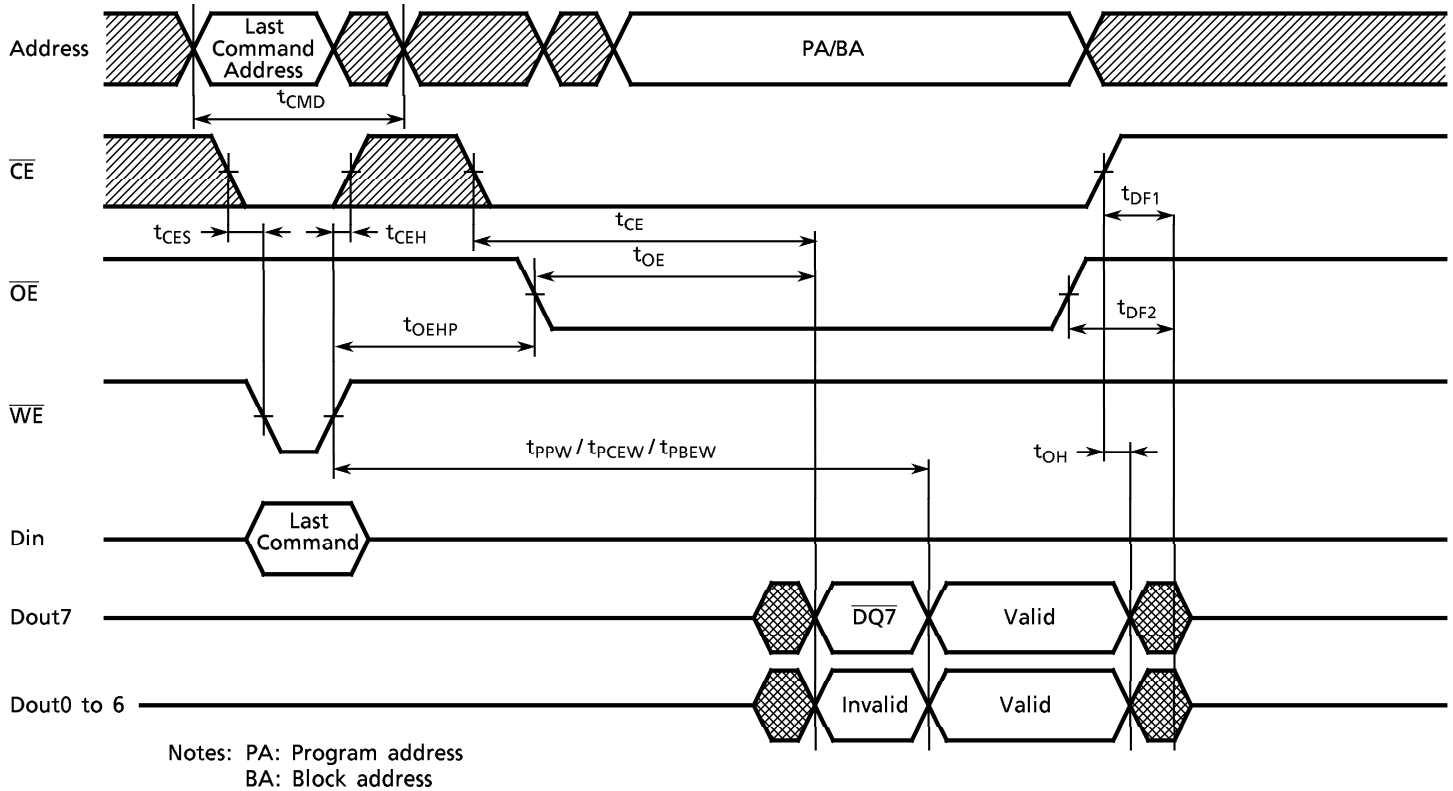 Address
Last
Command
Address
PA/BA
tCMD
CE
tDF1
tCES
tCEH
tCE
tOE
OE
tOEHP
tDF2
WE
tPPW / tPCEW / tPBEW
tOH
Din
Last
Command
Dout7
DQ7
Valid
Dout0 to 6
Invalid
Valid
Notes: PA: Program address
BA: Block address